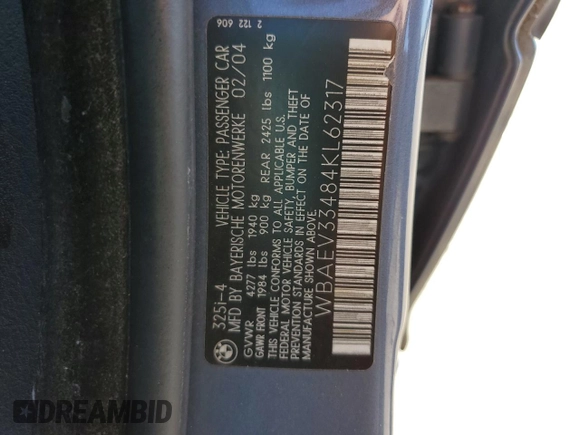 325i-4 VEHICLE TYPE: PASSENGER CAR
MFD BY BAYERISCHE MOTORENWERKE 02/04
GVWR 4277 lbs 1940 kg
GAWR FRONT 1984 lbs 900 kg REAR 2425 lbs 1100 kg
THIS VEHICLE CONFORMS TO ALL APPLICABLE U.S.
FEDERAL MOTOR VEHICLE SAFETY, BUMPER AND THEFT
PREVENTION STANDARDS IN EFFECT ON THE DATE OF
MANUFACTURE SHOWN ABOVE.
WBAEV33484KL62317
2 122 606
DREAMBID